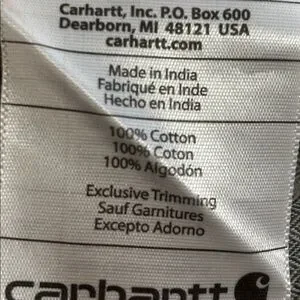 Carhartt, Inc. P.O. Box 600
Dearborn, MI 48121 USA
carhartt.com
Made in India
Fabriqué en Inde
Hecho en India
100% Cotton
100% Coton
100% Algodón
Exclusive Trimming
Sauf Garnitures
Excepto Adorno
carhartt